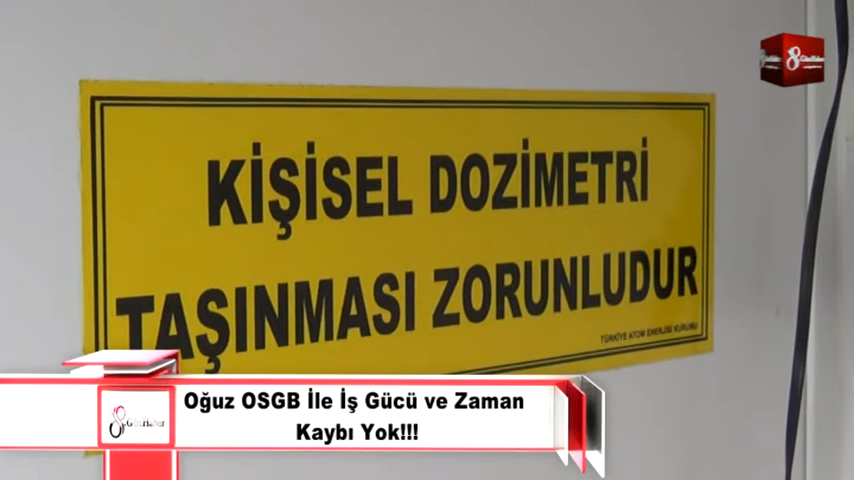 KİŞİSEL DOZİMETRİ
TAŞINMASI ZORUNLUDUR
TÜRKİYE ATOM ENERJİSİ KURUMU
Oğuz OSGB İle İş Gücü ve Zaman
Kaybı Yok!!!